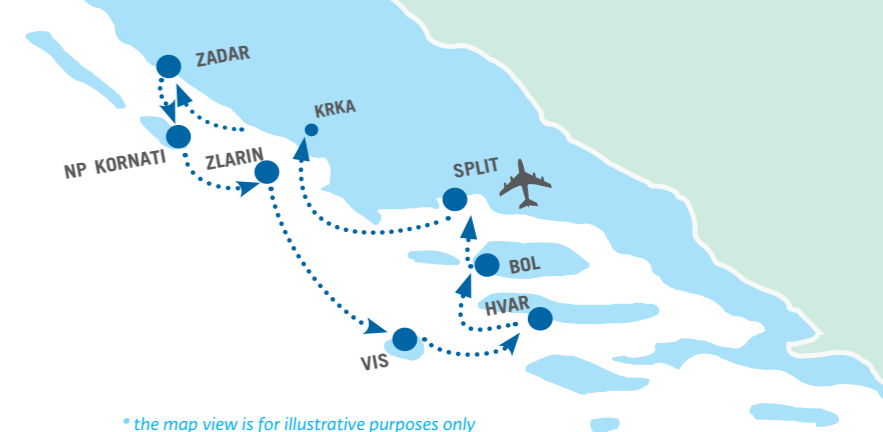 ZADAR
KRKA
NP KORNATI
ZLARIN
SPLIT
BOL
HVAR
VIS
* the map view is for illustrative purposes only